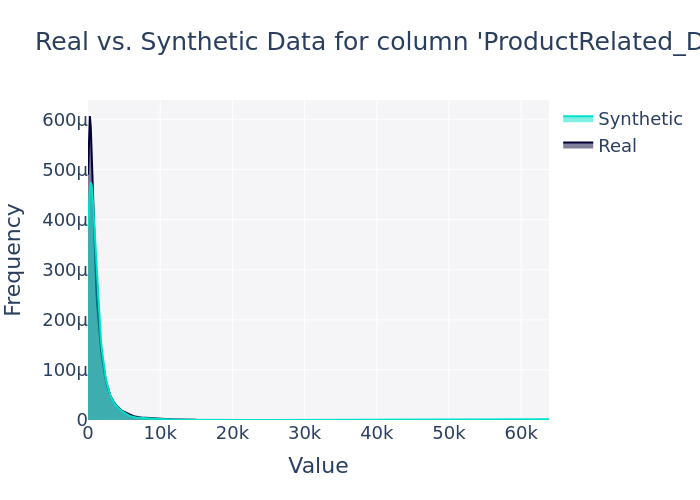 Real vs. Synthetic Data for column 'ProductRelated_D
Synthetic
Real
Frequency
600μ
500μ
400μ
300μ
200μ
100μ
0
0 10k 20k 30k 40k 50k 60k
Value